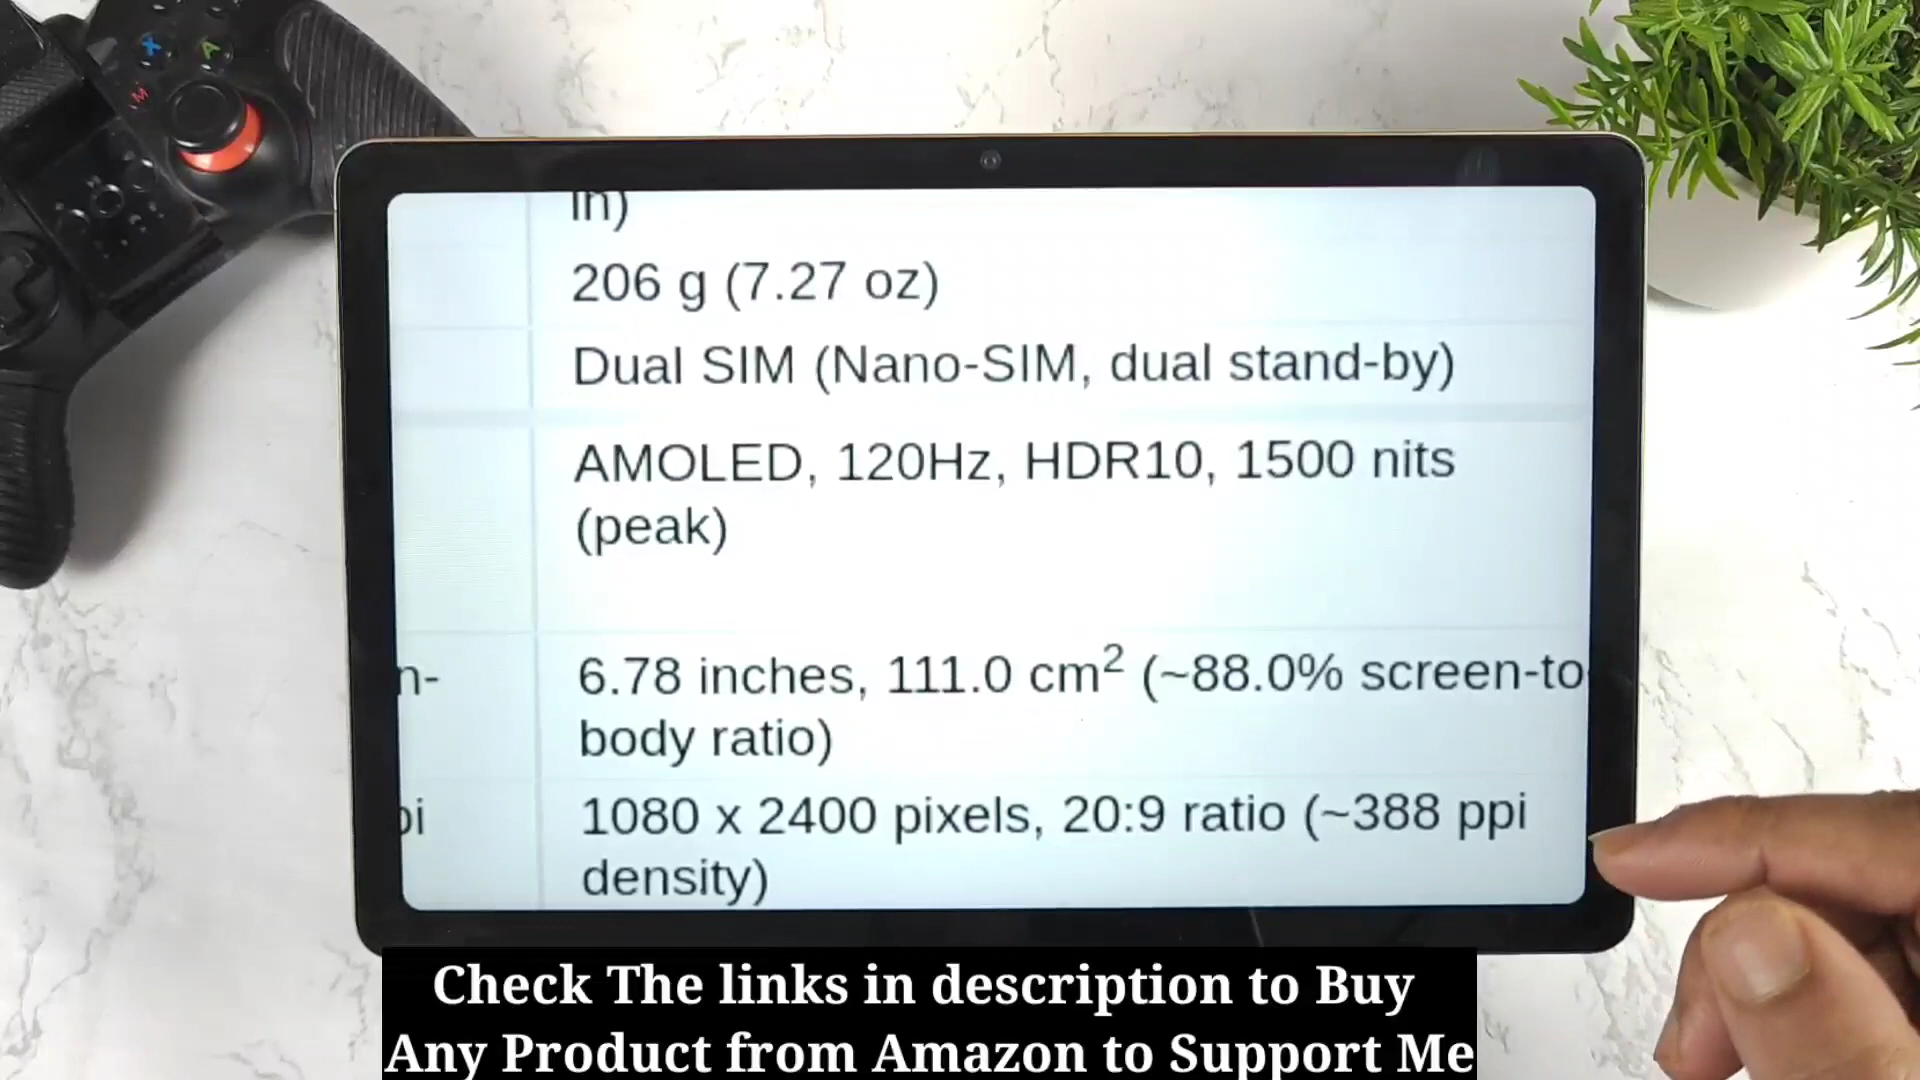 X
A
M
in)
206 g (7.27 oz)
Dual SIM (Nano-SIM, dual stand-by)
AMOLED, 120Hz, HDR10, 1500 nits
(peak)
n-
6.78 inches, 111.0 cm² (~88.0% screen-to-
body ratio)
pi
1080 x 2400 pixels, 20:9 ratio (~388 ppi
density)
Check The links in description to Buy
Any Product from Amazon to Support Me